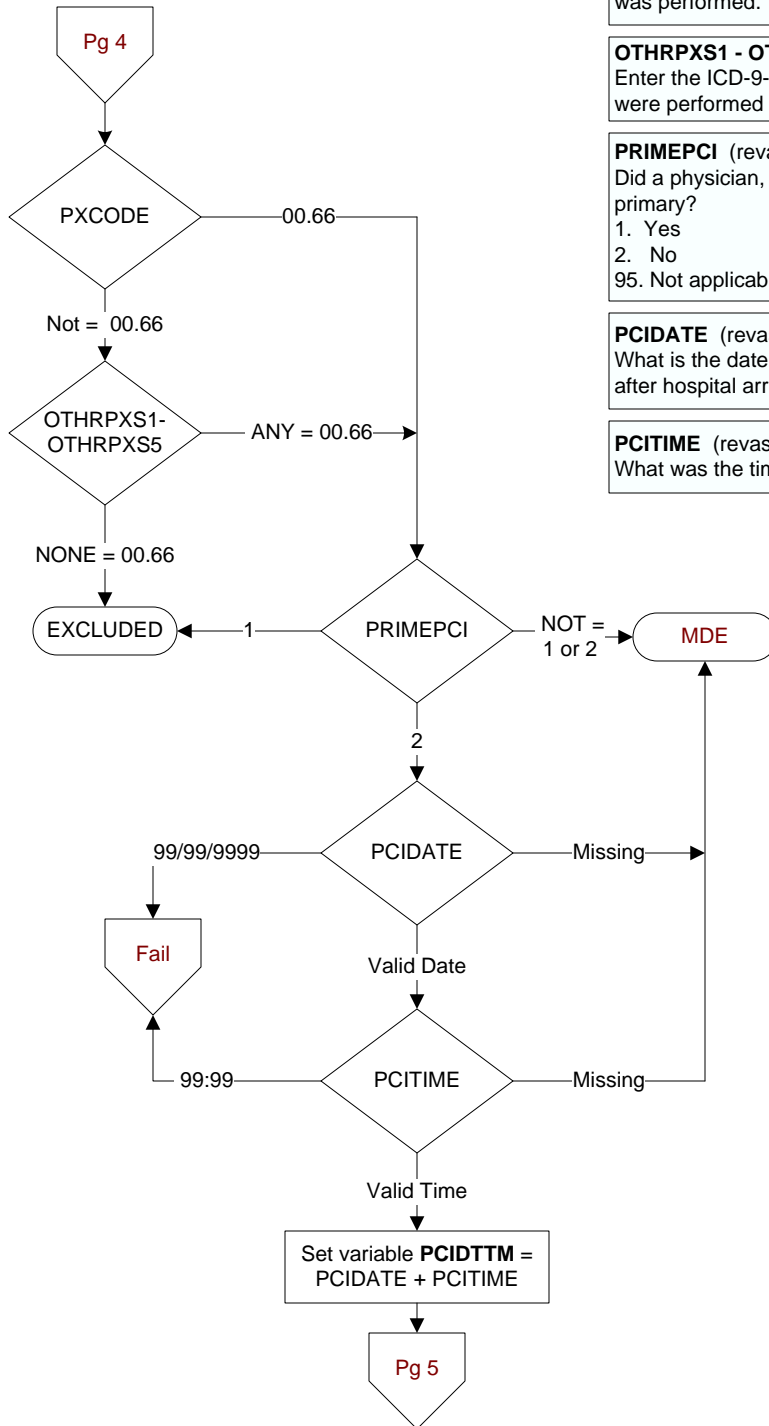 Pg 4
PXCODE
00.66
Not = 00.66
OTHRPXS1-
OTHRPXS5
ANY = 00.66
NONE = 00.66
EXCLUDED
1
PRIMEPCI
NOT =
1 or 2
MDE
2
99/99/9999
PCIDATE
Missing
Fail
Valid Date
99:99
PCITIME
Missing
Valid Time
Set variable PCIDTTM =
PCIDATE + PCITIME
Pg 5
was performed.
OTHRPXS1 - OT
Enter the ICD-9-
were performed
PRIMEPCI (reva
Did a physician,
primary?
1. Yes
2. No
95. Not applicab
PCIDATE (reva
What is the date
after hospital arr
PCITIME (revas
What was the tim